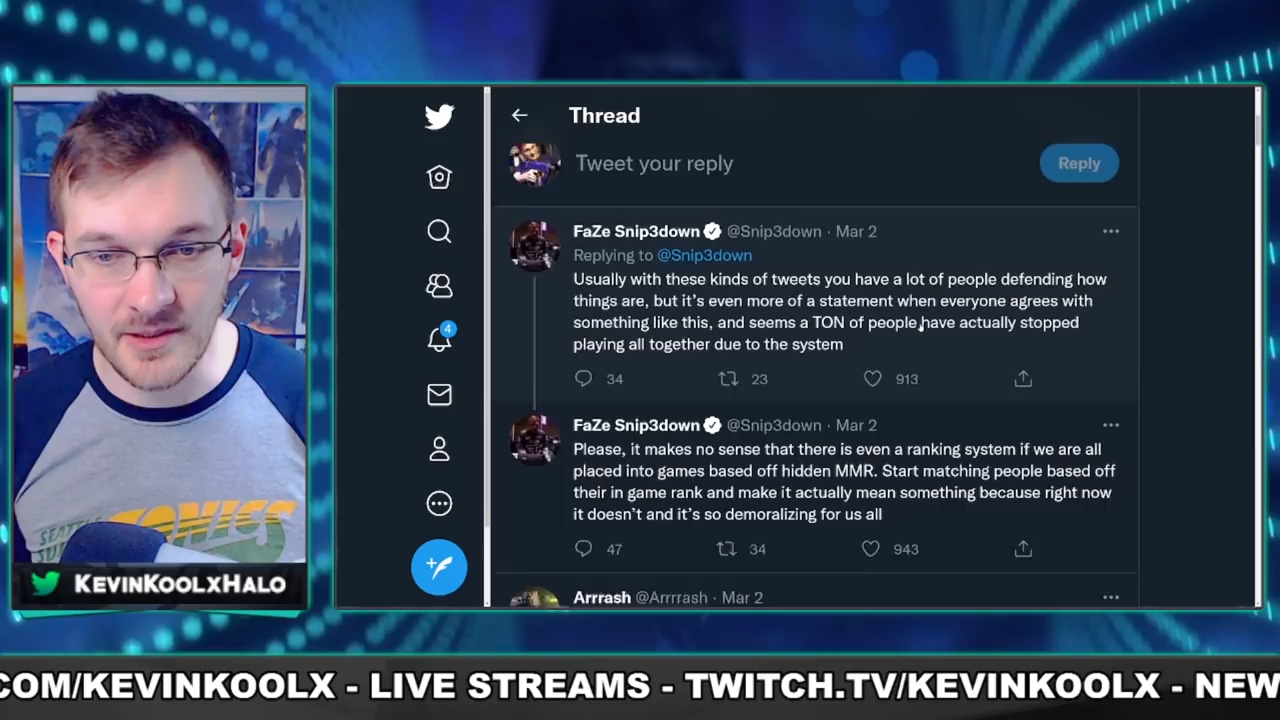 Thread
Tweet your reply
Reply
FaZe Snip3down @Snip3down · Mar 2
Replying to @Snip3down
Usually with these kinds of tweets you have a lot of people defending how
things are, but it's even more of a statement when everyone agrees with
something like this, and seems a TON of people have actually stopped
playing all together due to the system
34 23 913
4
FaZe Snip3down @Snip3down · Mar 2
Please, it makes no sense that there is even a ranking system if we are all
placed into games based off hidden MMR. Start matching people based off
their in game rank and make it actually mean something because right now
it doesn't and it's so demoralizing for us all
47 34 943
Arrrash @Arrrrash · Mar 2
SEATTLE
SONICS
KEVINKOOLXHALO
COM/KEVINKOOLX - LIVE STREAMS - TWITCH.TV/KEVINKOOLX - NEW